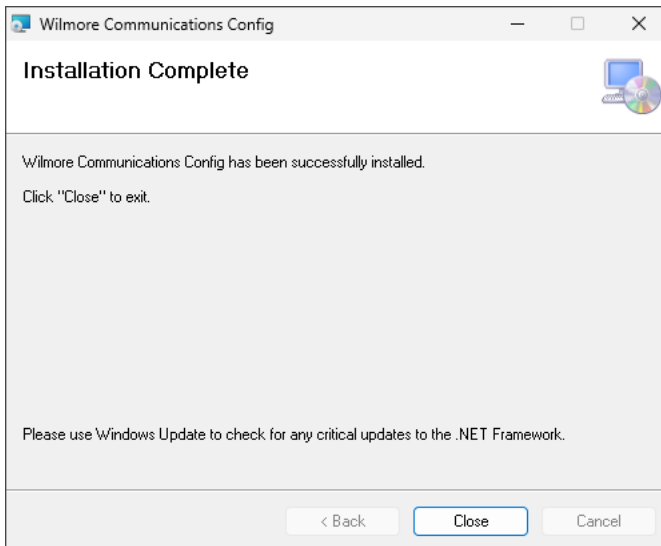 Wilmore Communications Config
Installation Complete
Wilmore Communications Config has been successfully installed.
Click "Close" to exit.
Please use Windows Update to check for any critical updates to the .NET Framework.
< Back
Close
Cancel